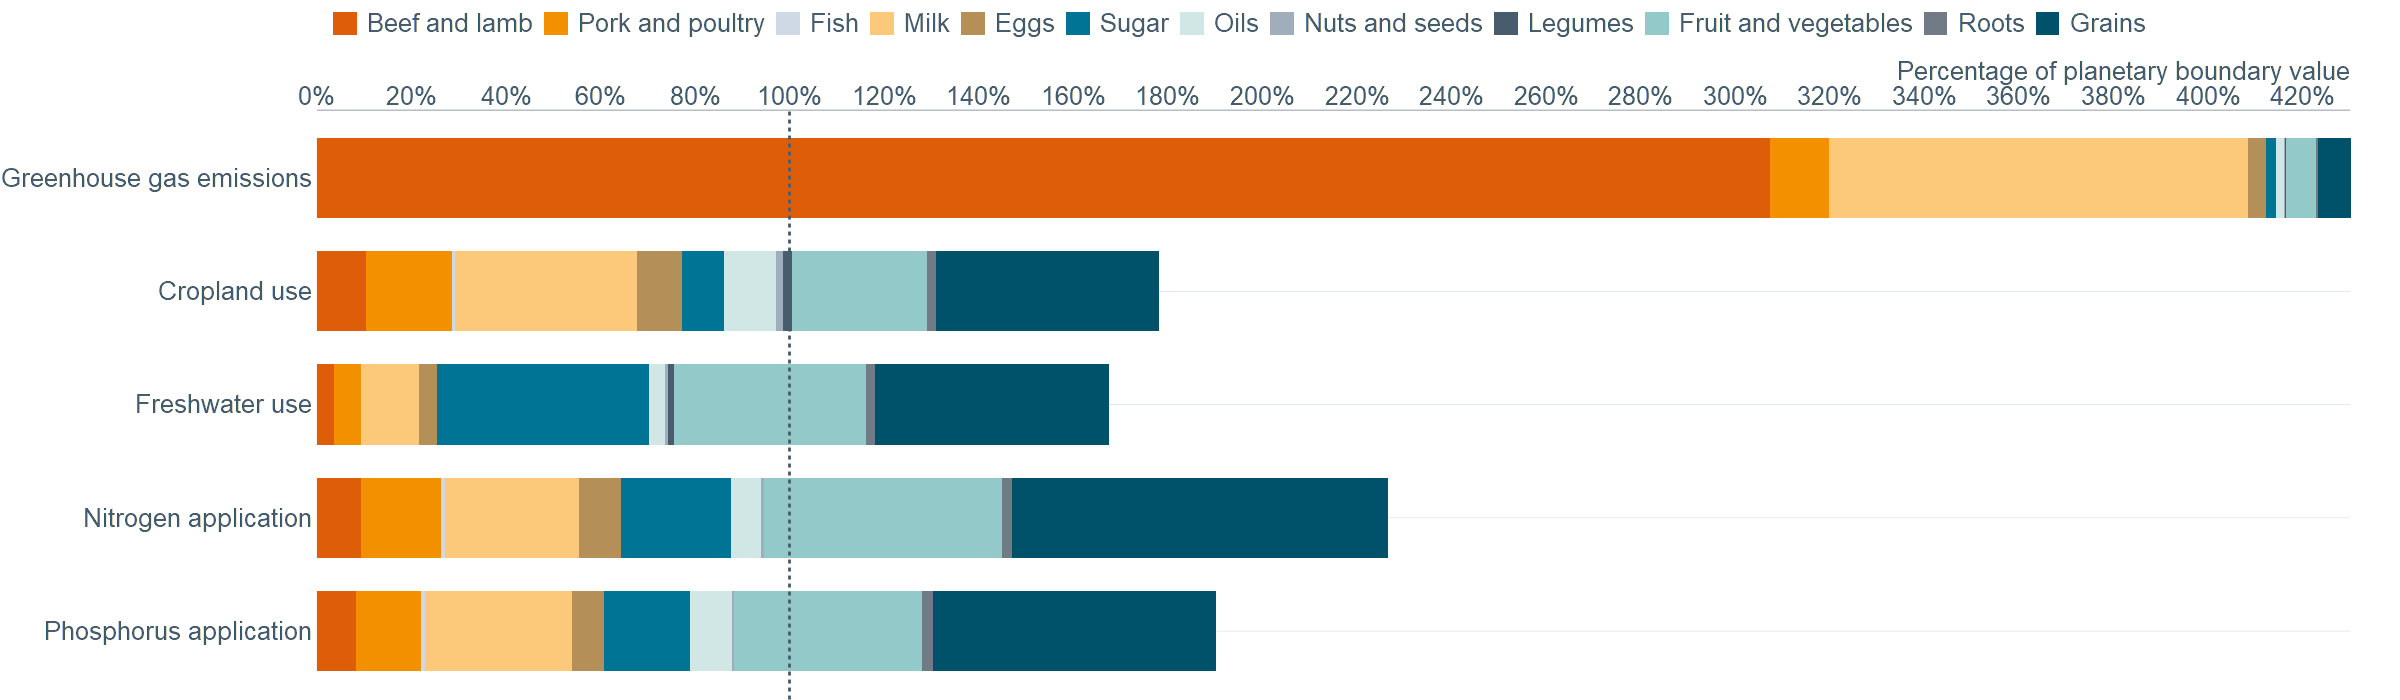 Beef and lamb Pork and poultry Fish Milk Eggs Sugar Oils Nuts and seeds Legumes Fruit and vegetables Roots Grains
Percentage of planetary boundary value
0% 20% 40% 60% 80% 100% 120% 140% 160% 180% 200% 220% 240% 260% 280% 300% 320% 340% 360% 380% 400% 420%
Greenhouse gas emissions
Cropland use
Freshwater use
Nitrogen application
Phosphorus application